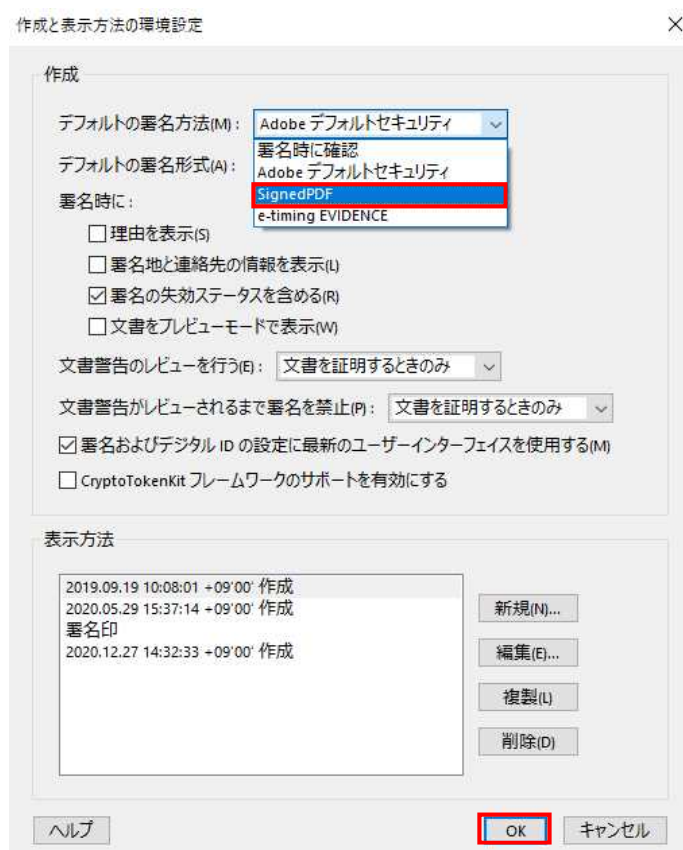 作成と表示方法の環境設定
作成
デフォルトの署名方法(M): Adobe デフォルトセキュリティ
署名時に確認
デフォルトの署名形式(A): Adobe デフォルトセキュリティ
SignedPDF
署名時に:
e-timing EVIDENCE
理由を表示(S)
署名地と連絡先の情報を表示(L)
署名の失効ステータスを含める(R)
文書をプレビューモードで表示(W)
文書警告のレビューを行う(E): 文書を証明するときのみ
文書警告がレビューされるまで署名を禁止(P): 文書を証明するときのみ
署名およびデジタル ID の設定に最新のユーザーインターフェイスを使用する(M)
CryptoTokenKit フレームワークのサポートを有効にする
表示方法
2019.09.19 10:08:01 +09'00' 作成
2020.05.29 15:37:14 +09'00' 作成
署名印
2020.12.27 14:32:33 +09'00' 作成
新規(N)...
編集(E)...
複製(L)
削除(D)
ヘルプ
OK
キャンセル